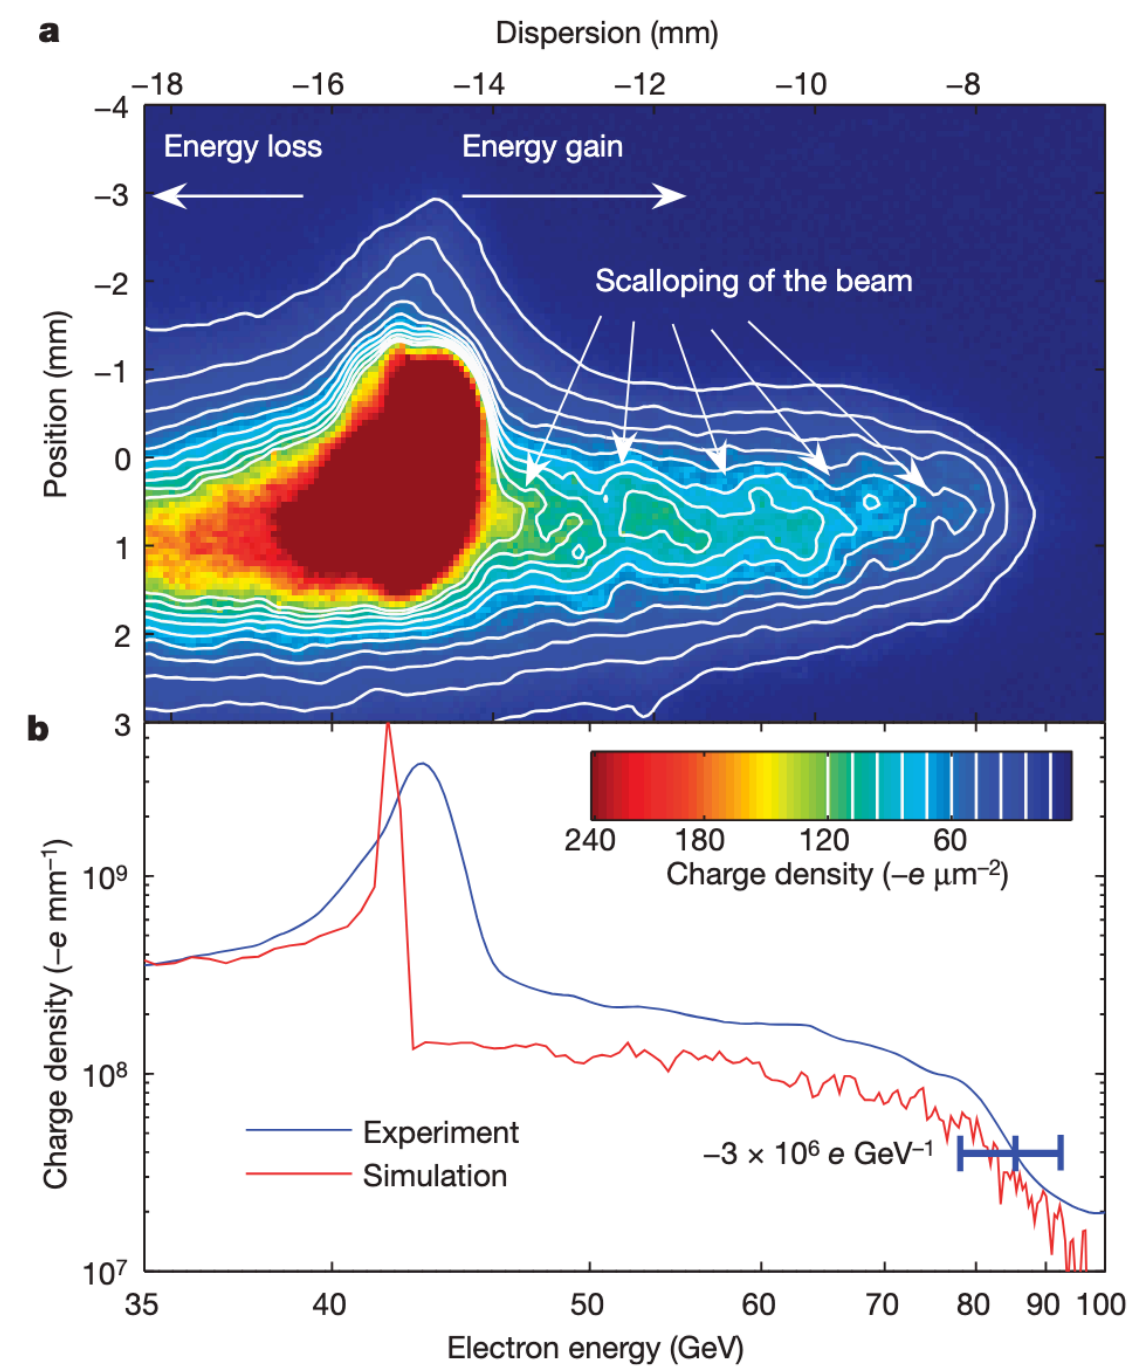 a
Dispersion (mm)
−18 −16 −14 −12 −10 −8
−4
Energy loss Energy gain
−3
−2
Scalloping of the beam
−1
Position (mm)
0
1
2
3
b
240 180 120 60
Charge density (−e μm⁻²)
10⁹
Charge density (−e mm⁻¹)
10⁸
Experiment
−3 × 10⁶ e GeV⁻¹
Simulation
10⁷
35 40 50 60 70 80 90 100
Electron energy (GeV)